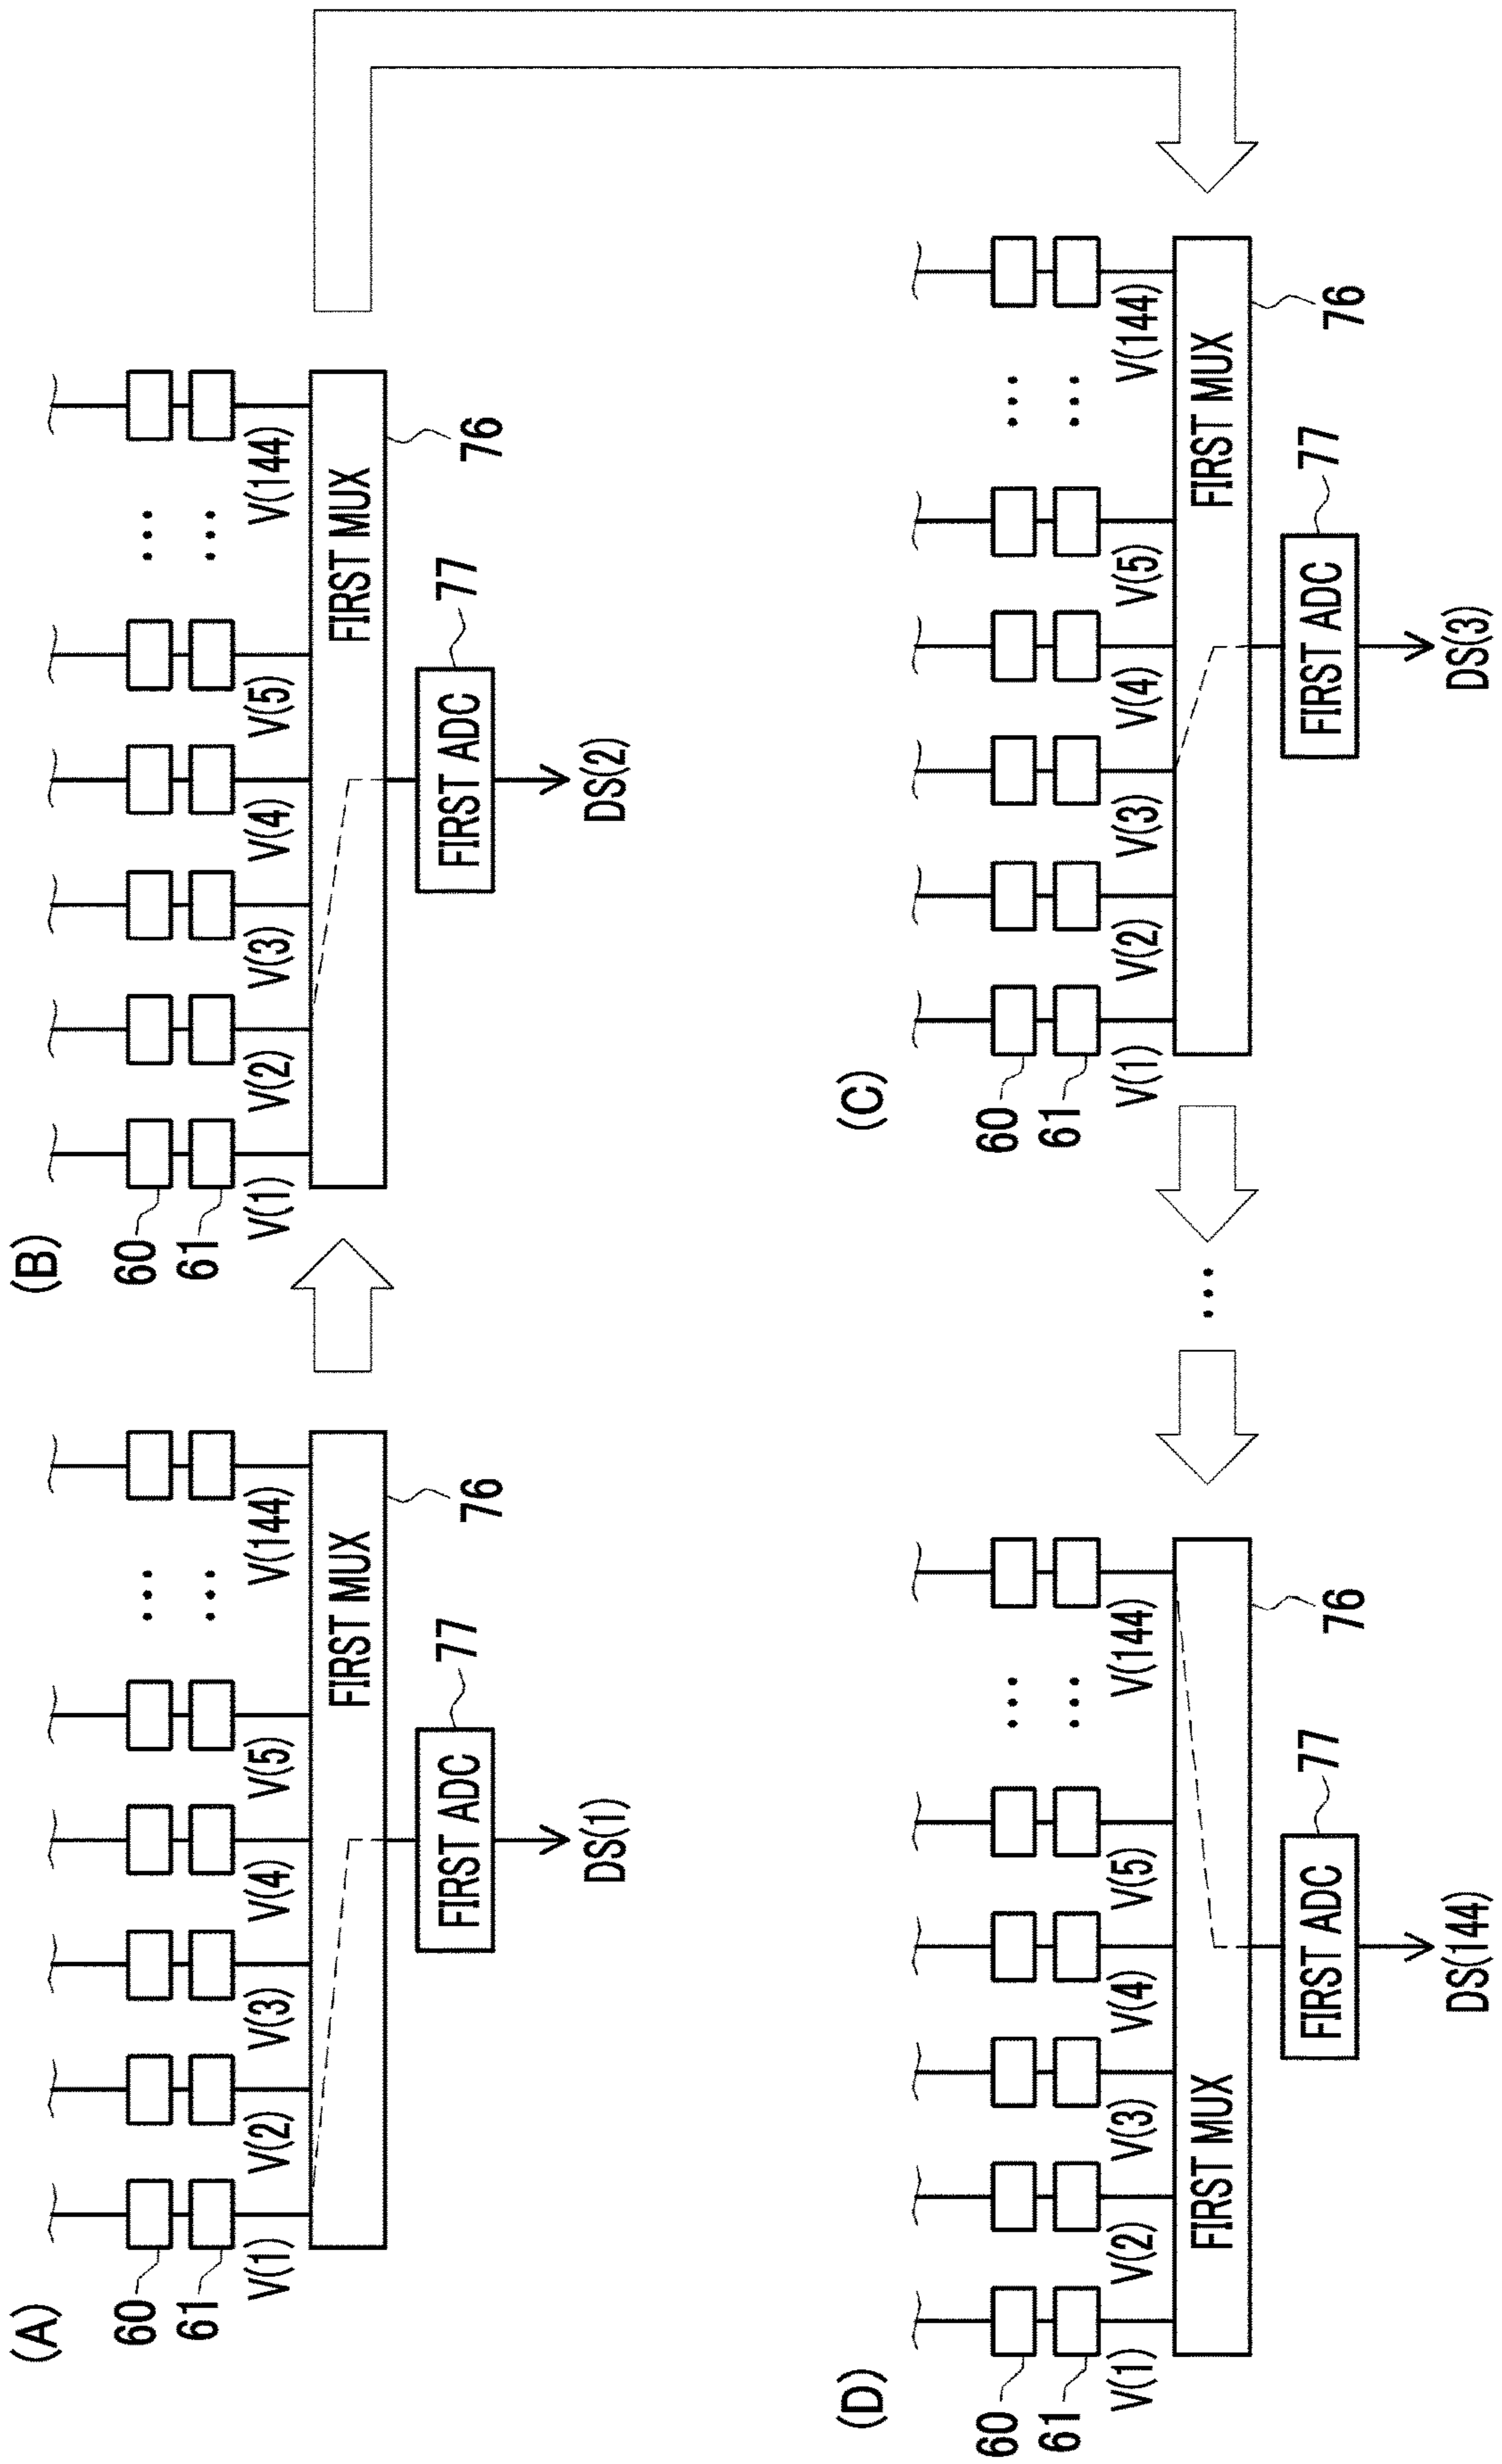 (A)
60
61
V(1)
V(2)
V(3)
V(4)
V(5)
...
...
V(144)
FIRST MUX
76
FIRST ADC
77
DS(1)
(B)
60
61
V(1)
V(2)
V(3)
V(4)
V(5)
...
...
V(144)
FIRST MUX
76
FIRST ADC
77
DS(2)
(C)
60
61
V(1)
V(2)
V(3)
V(4)
V(5)
...
...
V(144)
FIRST MUX
76
FIRST ADC
77
DS(3)
...
(D)
60
61
V(1)
V(2)
V(3)
V(4)
V(5)
...
...
V(144)
FIRST MUX
76
FIRST ADC
77
DS(144)